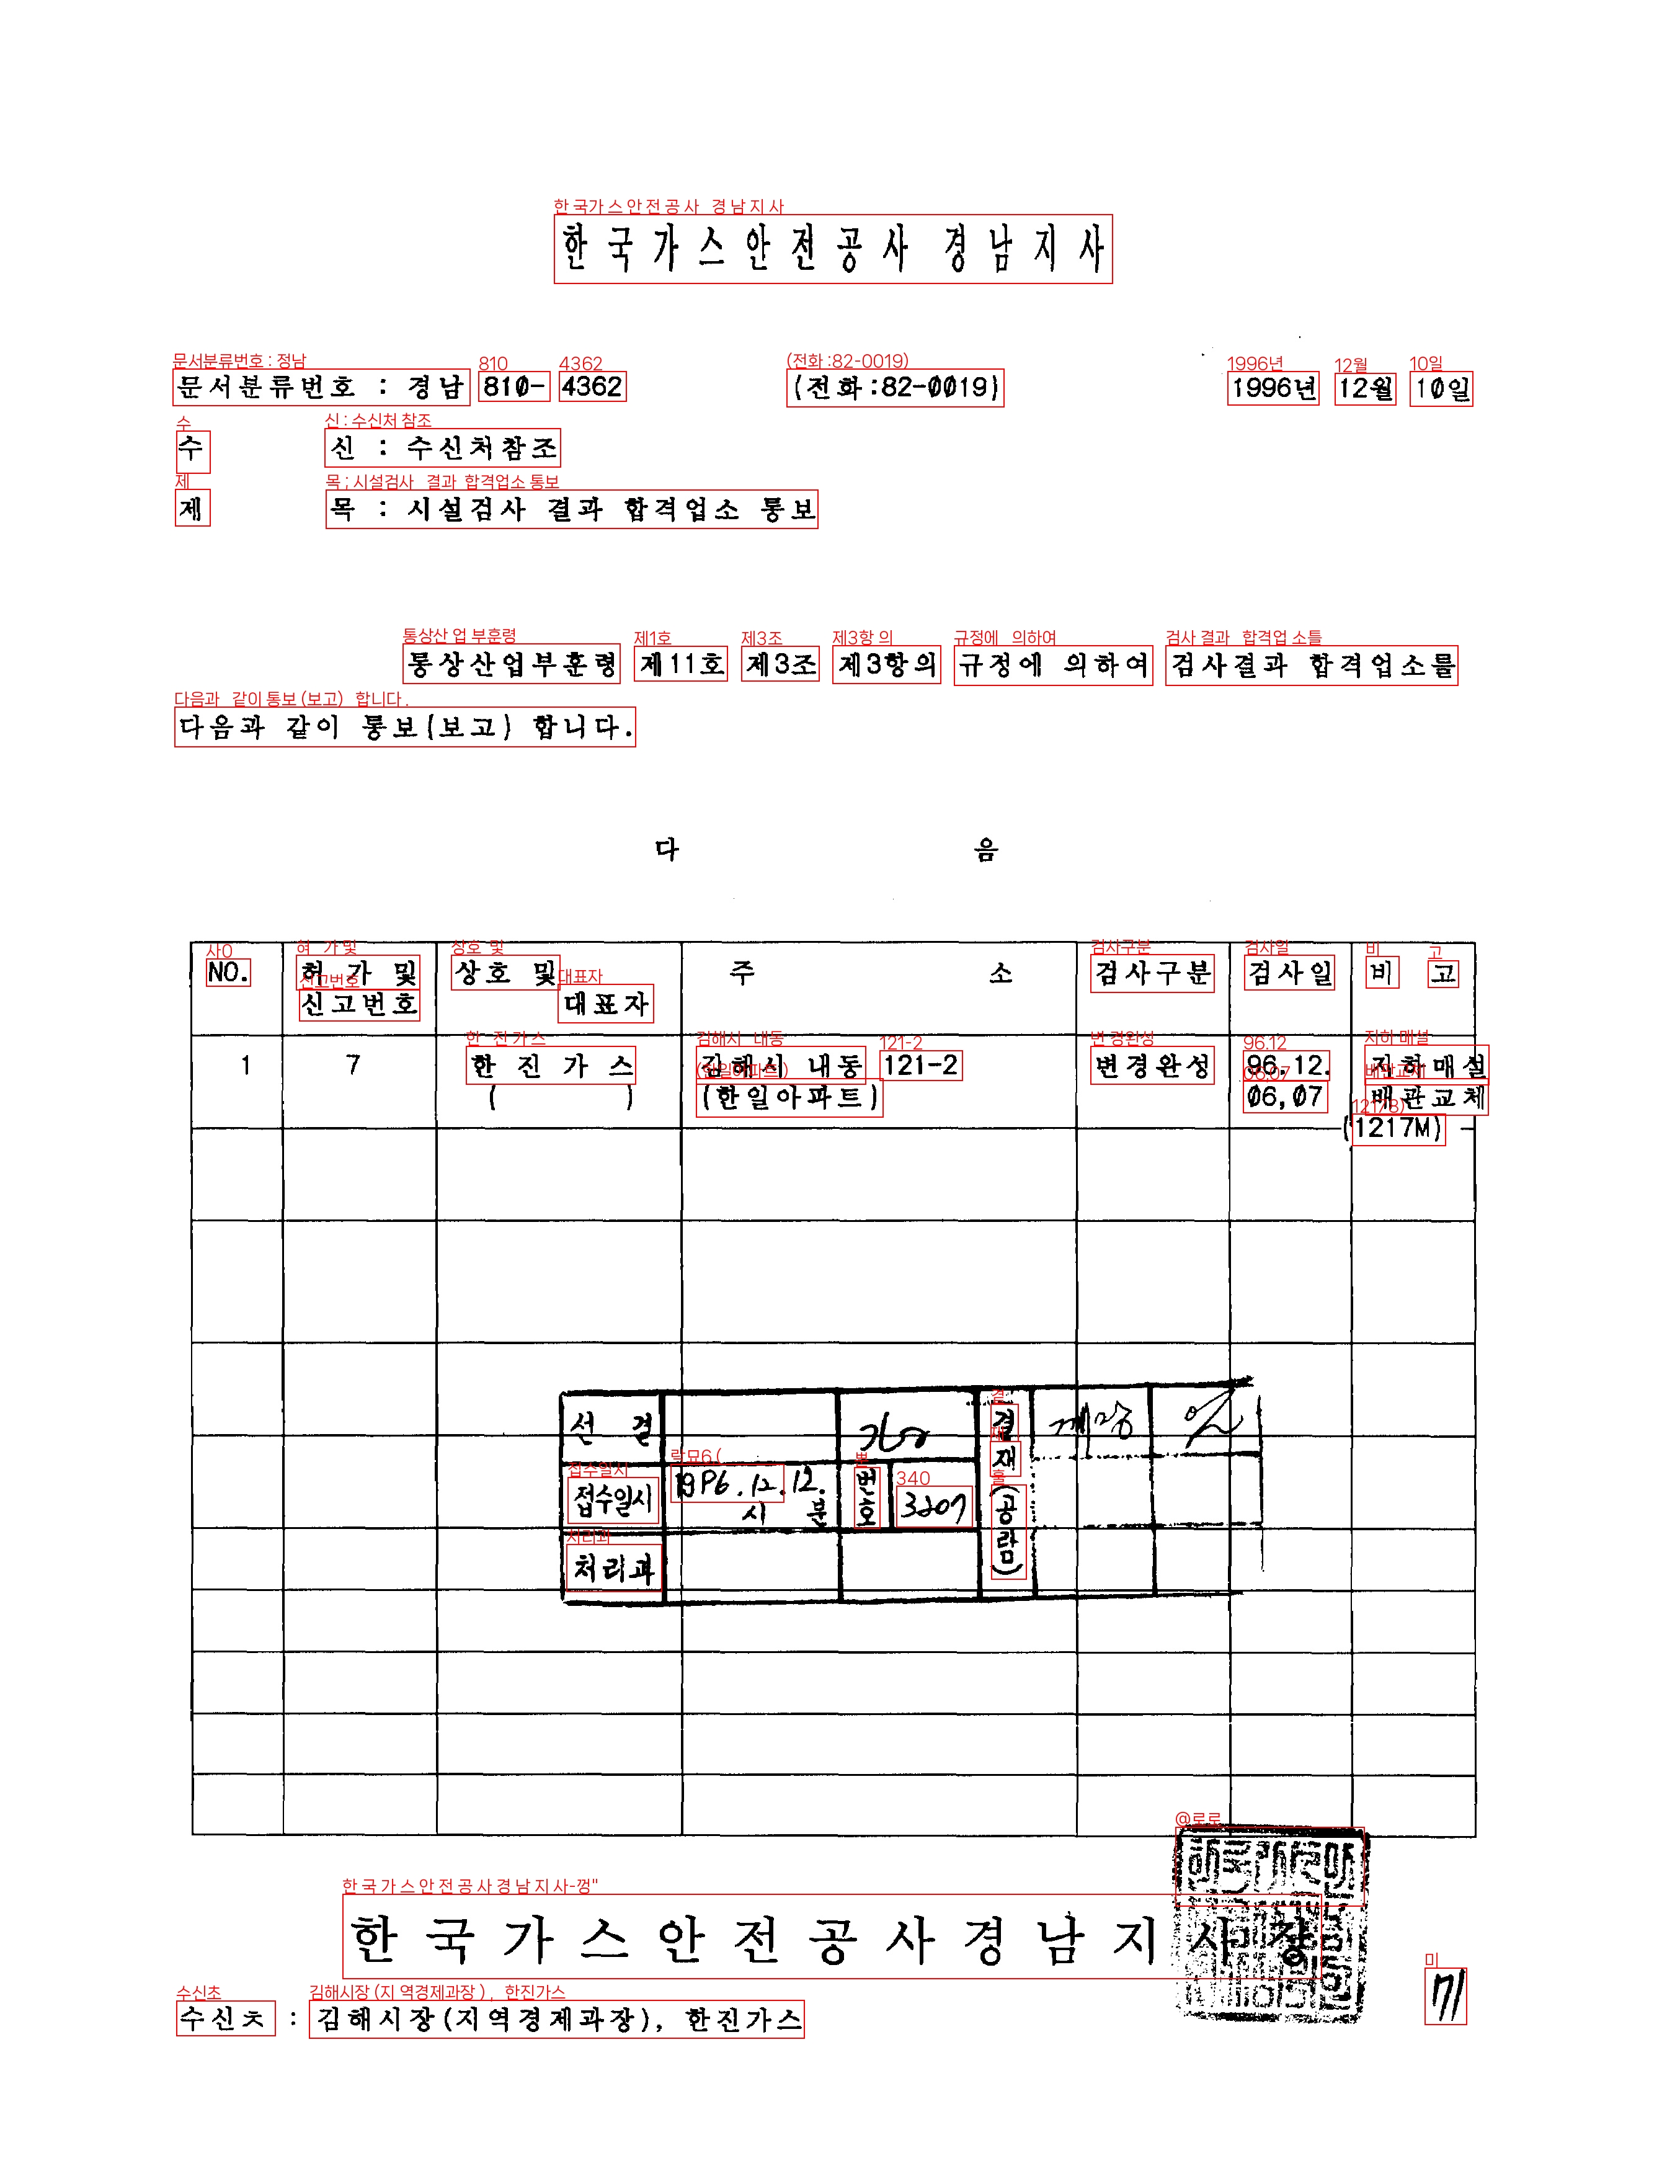 한국가스안전공사 경남지사
문서분류번호 : 경남 810- 4362 (전화:82-0019) 1996년 12월 10일
수 신 : 수신처참조
제 목 : 시설검사 결과 합격업소 통보
통상산업부훈령 제11호 제3조 제3항의 규정에 의하여 검사결과 합격업소를
다음과 같이 통보(보고) 합니다.
다 음
NO. 허 가 및 상호 및 주 소 검사구분 검사일 비 고
신고번호 대표자
1 7 한 진 가 스 김해시 내동 121-2 변경완성 96.12. 지하매설
( ) (한일아파트) 06,07 배관교체
(1217M)
선 결 결재(공람)
접수일시 1996.12.12. 번호 3207
시 분
처리과
한국가스안전공사경남지사장
수신처 : 김해시장(지역경제과장), 한진가스